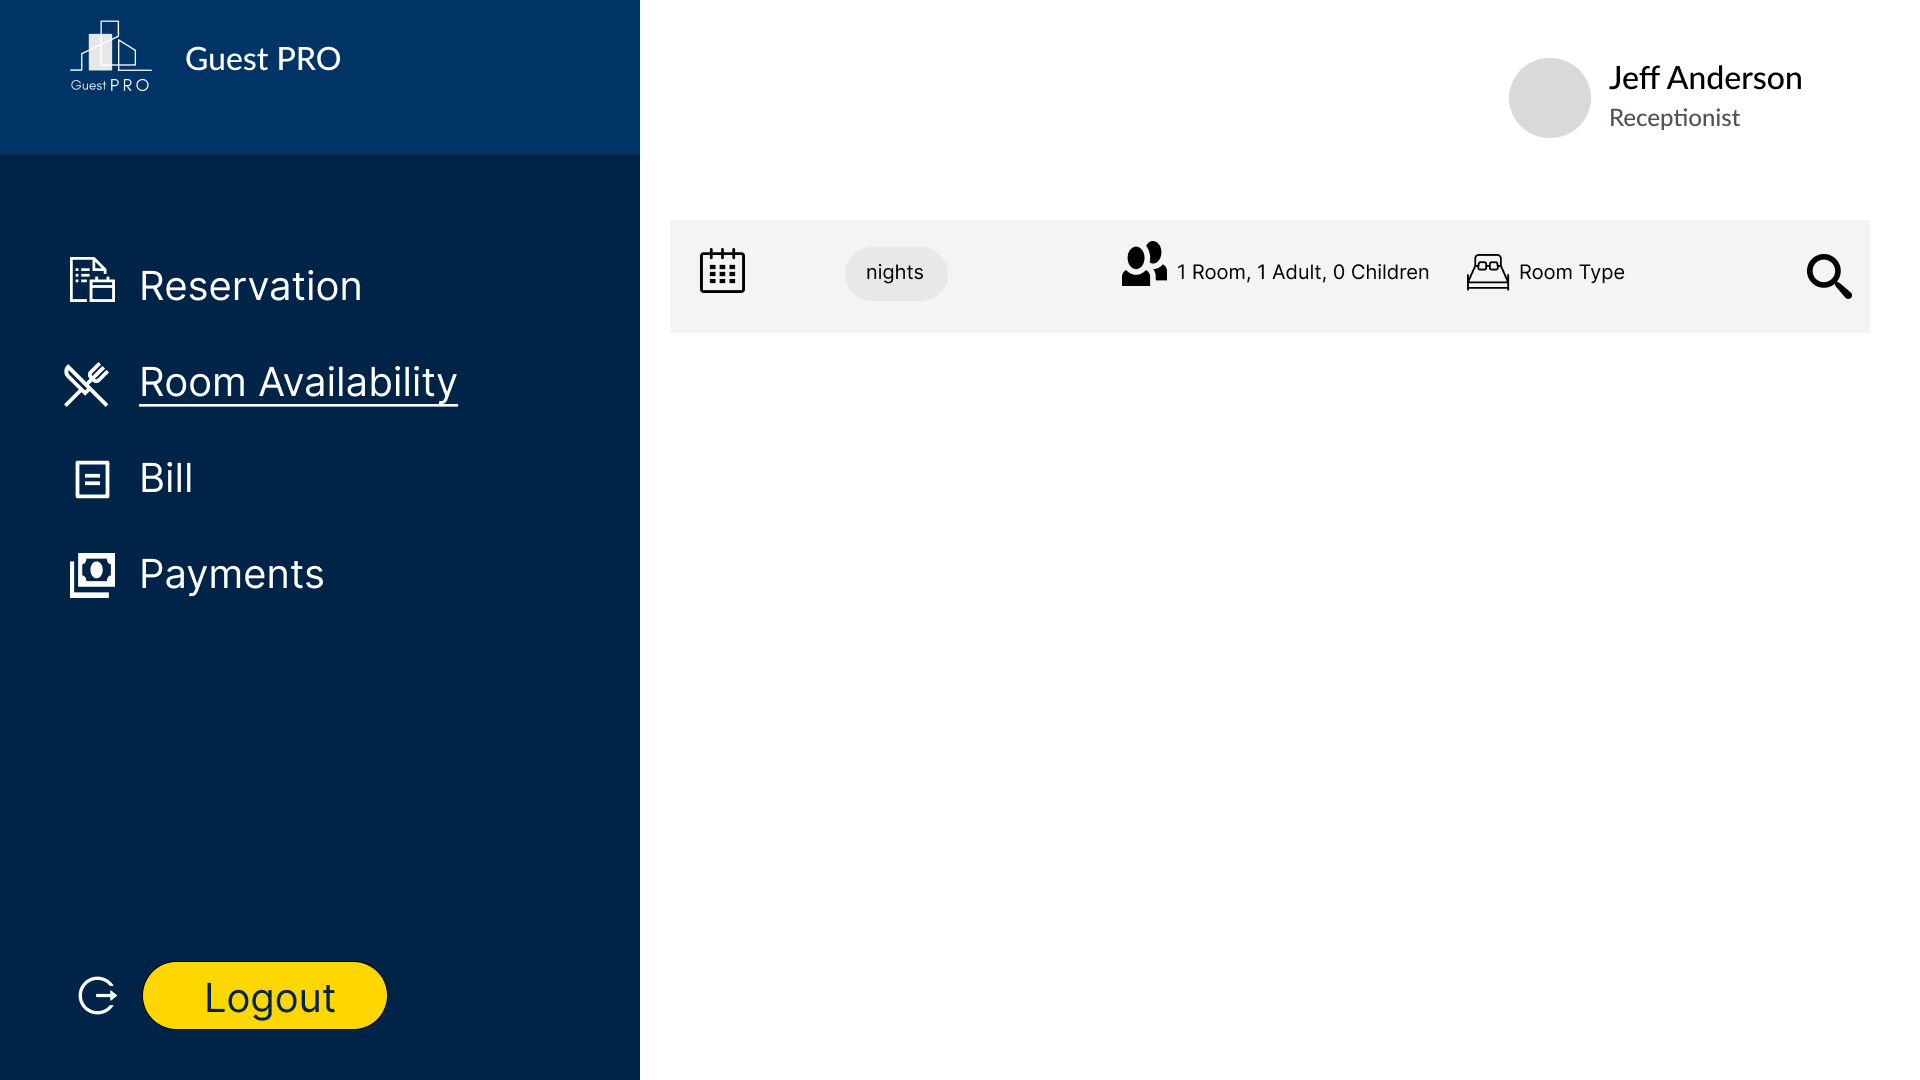 Guest PRO
Guest PRO
Jeff Anderson
Receptionist
nights
1 Room, 1 Adult, 0 Children
Room Type
Reservation
Room Availability
Bill
Payments
Logout